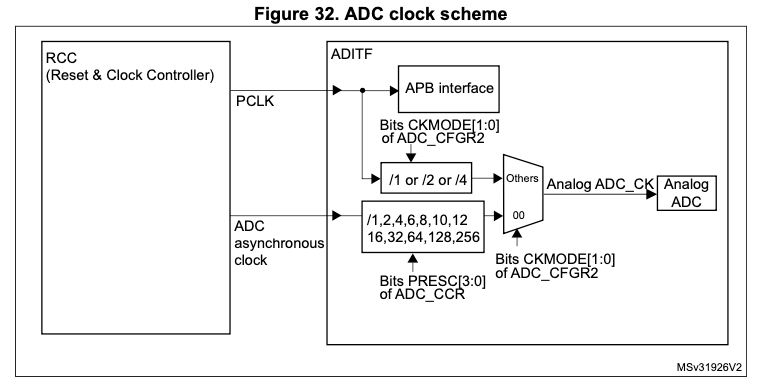 Figure 32. ADC clock scheme
RCC
(Reset & Clock Controller)
ADITF
PCLK
APB interface
Bits CKMODE[1:0]
of ADC_CFGR2
/1 or /2 or /4
Others
Analog ADC_CK
Analog
ADC
00
/1,2,4,6,8,10,12
16,32,64,128,256
ADC
asynchronous
clock
Bits CKMODE[1:0]
of ADC_CFGR2
Bits PRESC[3:0]
of ADC_CCR
MSv31926V2